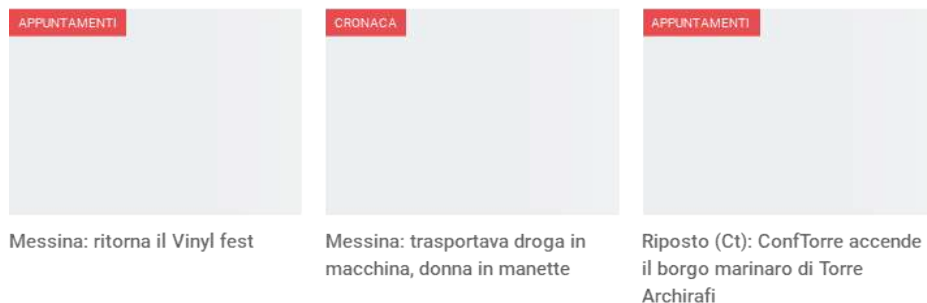 APPUNTAMENTI
Messina: ritorna il Vinyl fest
CRONACA
Messina: trasportava droga in
macchina, donna in manette
APPUNTAMENTI
Riposto (Ct): ConfTorre accende
il borgo marinaro di Torre
Archirafi